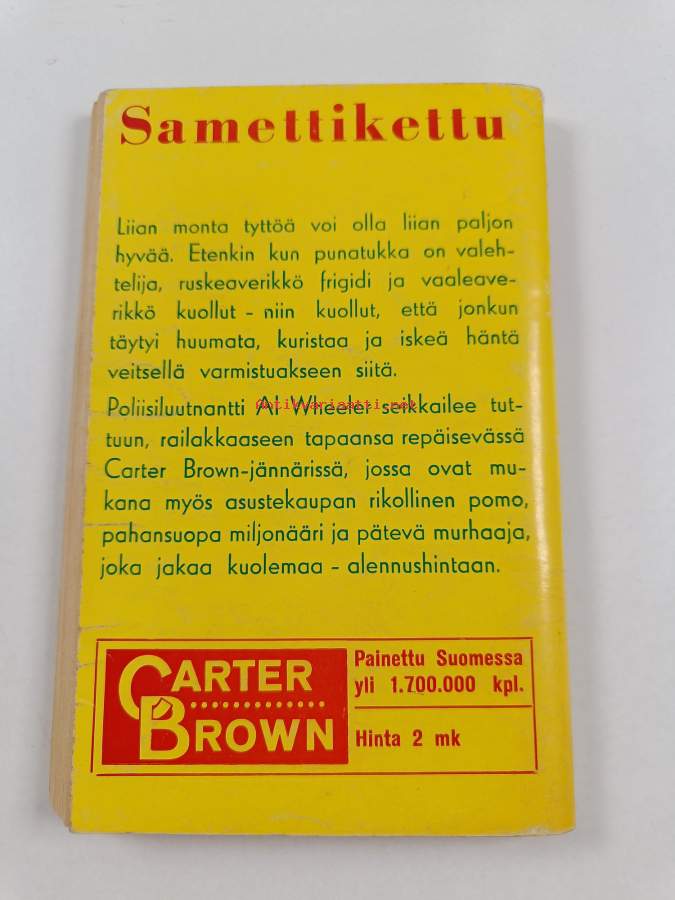 Samettikettu
Liian monta tyttöä voi olla liian paljon
hyvää. Etenkin kun punatukka on valeh-
telija, ruskeaverikkö frigidi ja vaaleave-
rikkö kuollut – niin kuollut, että jonkun
täytyi huumata, kuristaa ja iskeä häntä
veitsellä varmistuakseen siitä.
Poliisiluutnantti Al Wheeler seikkailee tut-
tuun, railakkaaseen tapaansa repäisevässä
Carter Brown-jännärissä, jossa ovat mu-
kana myös asustekaupan rikollinen pomo,
pahansuopa miljonääri ja pätevä murhaaja,
joka jakaa kuolemaa – alennushintaan.
antikvariaatti.net
CARTER
BROWN
Painettu Suomessa
yli 1.700.000 kpl.
Hinta 2 mk